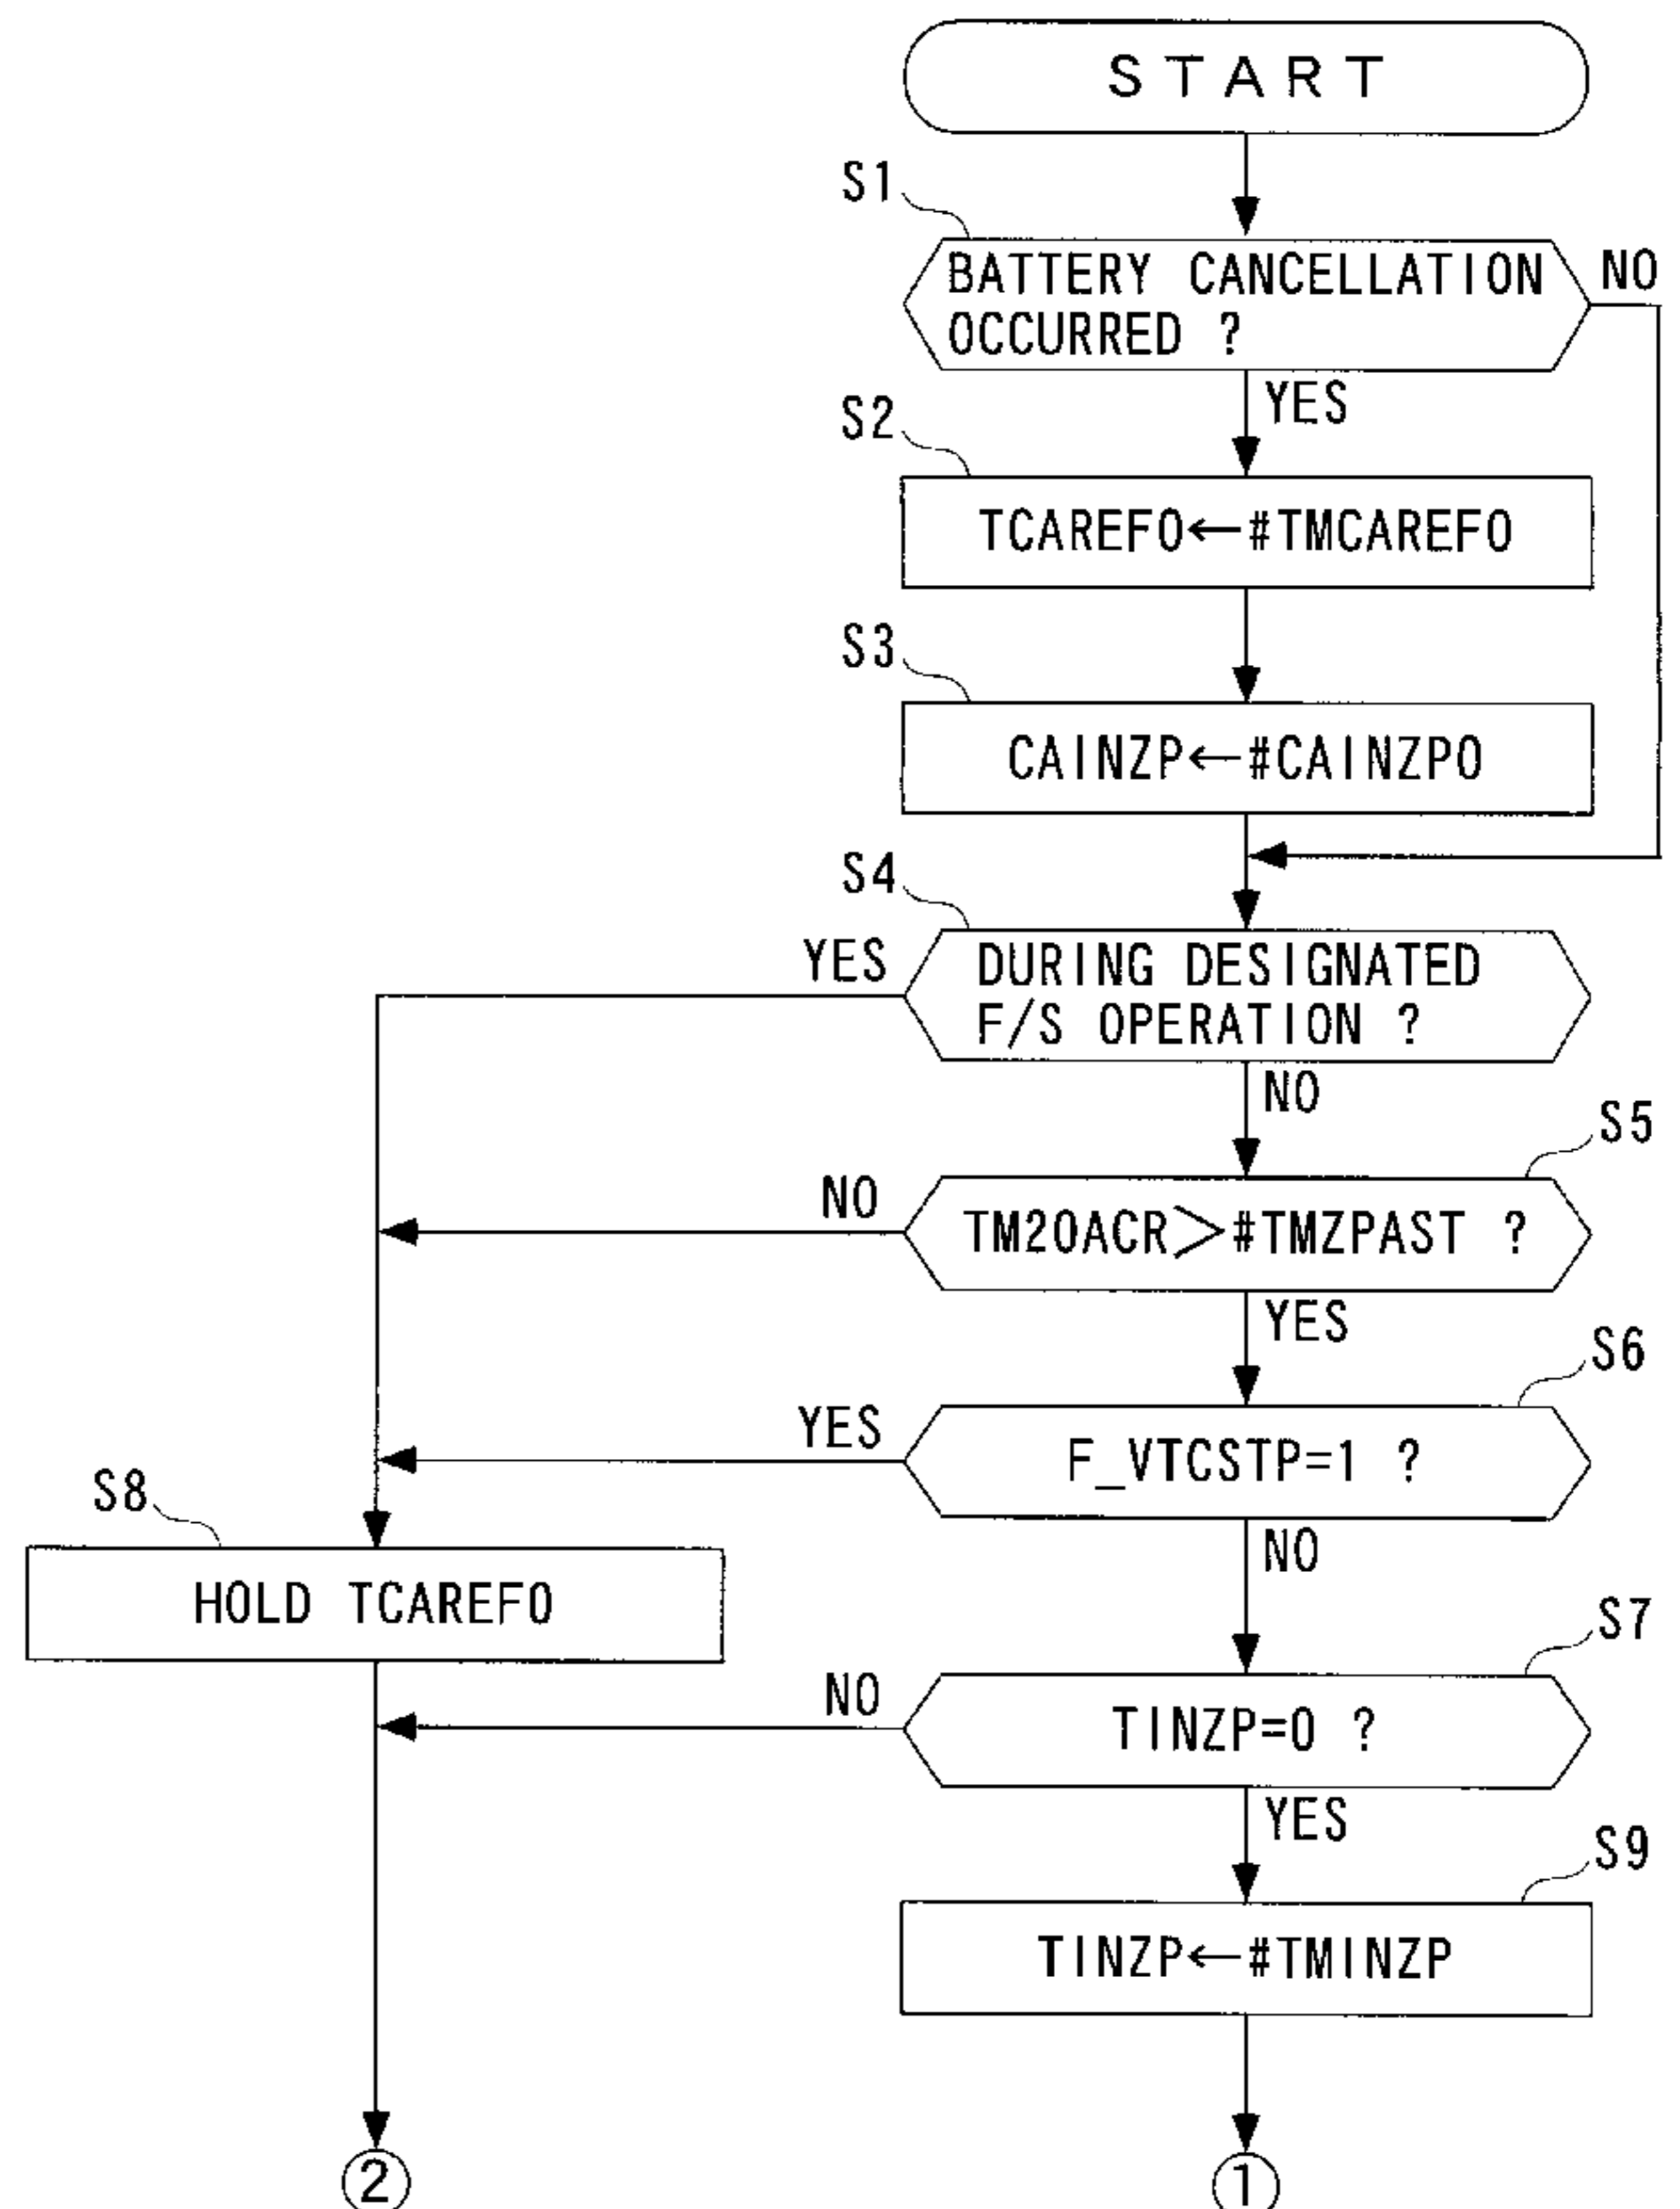 START
S1
BATTERY CANCELLATION
OCCURRED ?
NO
YES
S2
TCAREF0←#TMCAREF0
S3
CAINZP←#CAINZP0
S4
YES
DURING DESIGNATED
F/S OPERATION ?
NO
S5
NO
TM20ACR>#TMZPAST ?
YES
S6
YES
F_VTCSTP=1 ?
NO
S8
HOLD TCAREF0
S7
NO
TINZP=0 ?
YES
S9
TINZP←#TMINZP
2
1